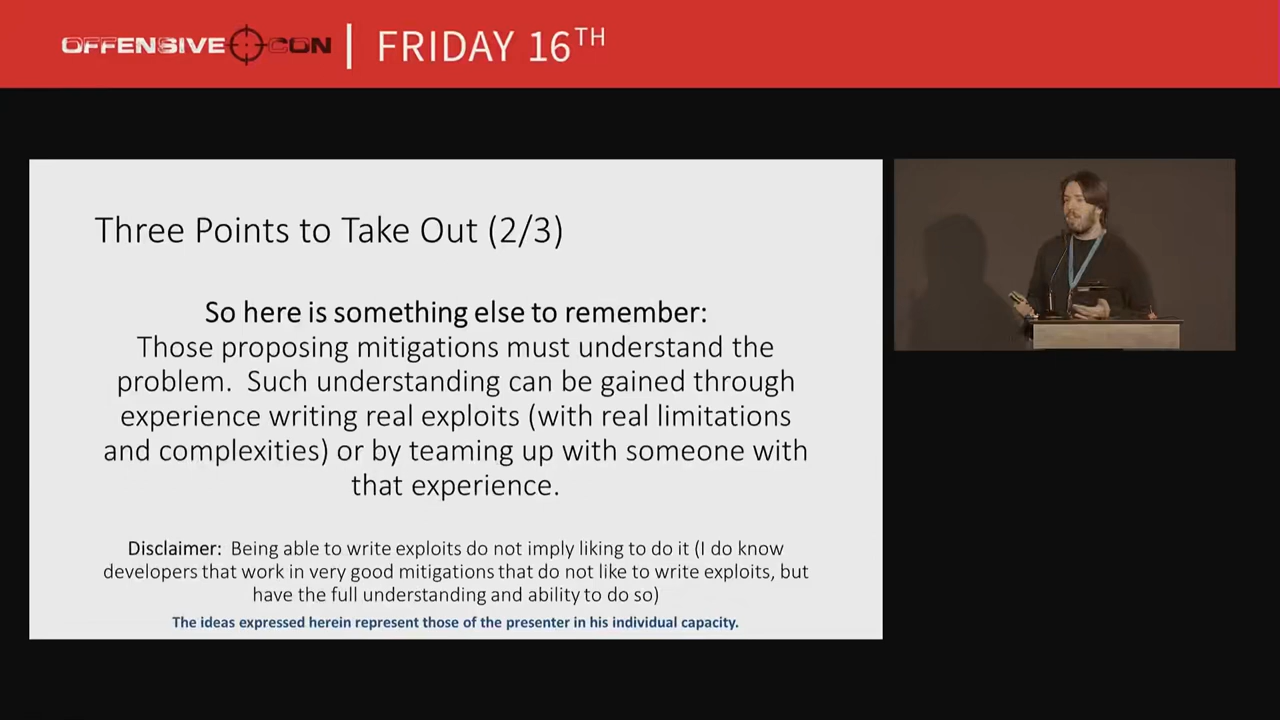 OFFENSIVE CON | FRIDAY 16TH
Three Points to Take Out (2/3)
So here is something else to remember:
Those proposing mitigations must understand the
problem. Such understanding can be gained through
experience writing real exploits (with real limitations
and complexities) or by teaming up with someone with
that experience.
Disclaimer: Being able to write exploits do not imply liking to do it (I do know
developers that work in very good mitigations that do not like to write exploits, but
have the full understanding and ability to do so)
The ideas expressed herein represent those of the presenter in his individual capacity.